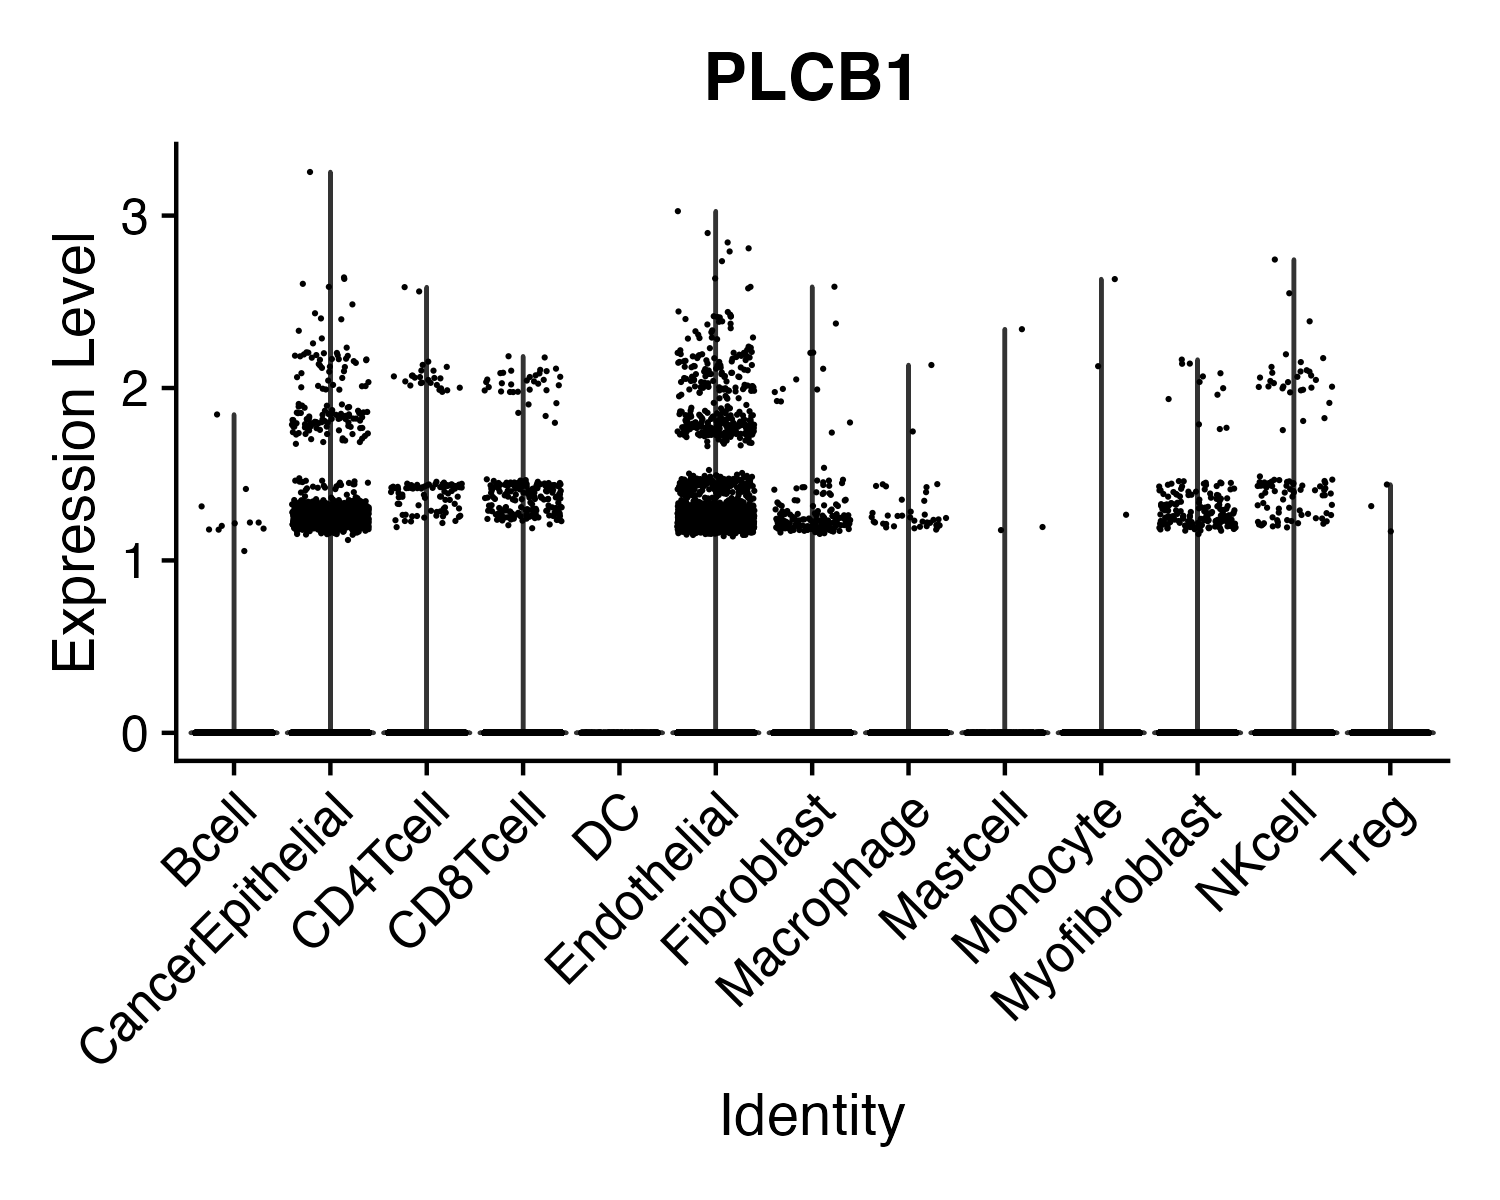 PLCB1
Expression Level
3
2
1
0
Bcell
CancerEpithelial
CD4Tcell
CD8Tcell
DC
Endothelial
Fibroblast
Macrophage
Mastcell
Monocyte
Myofibroblast
NKcell
Treg
Identity